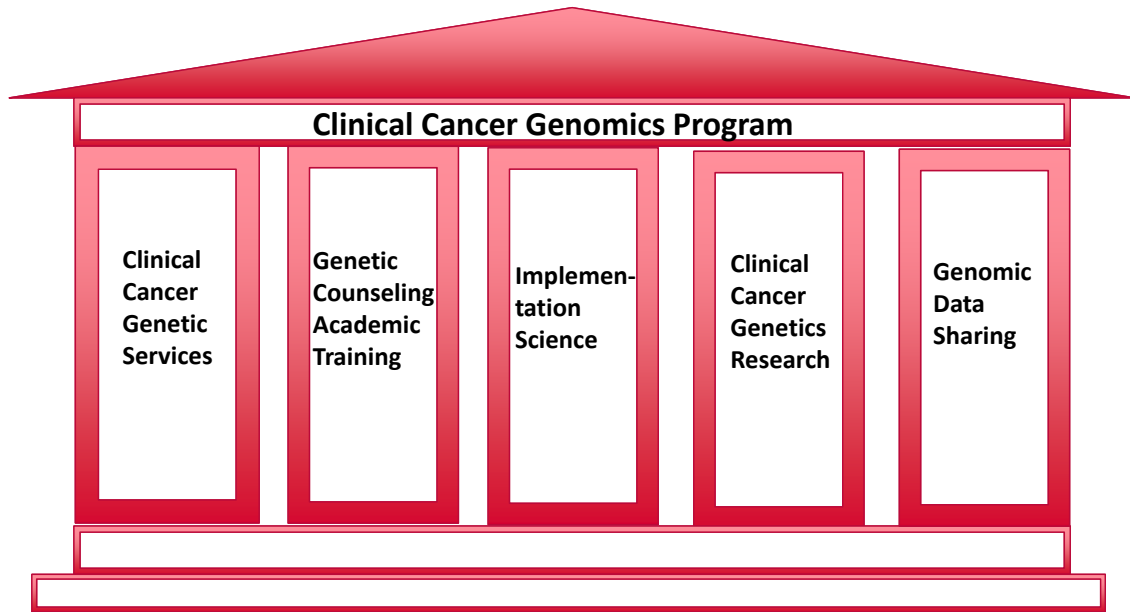 Clinical Cancer Genomics Program
Clinical
Cancer
Genetic
Services
Genetic
Counseling
Academic
Training
Implemen-
tation
Science
Clinical
Cancer
Genetics
Research
Genomic
Data
Sharing